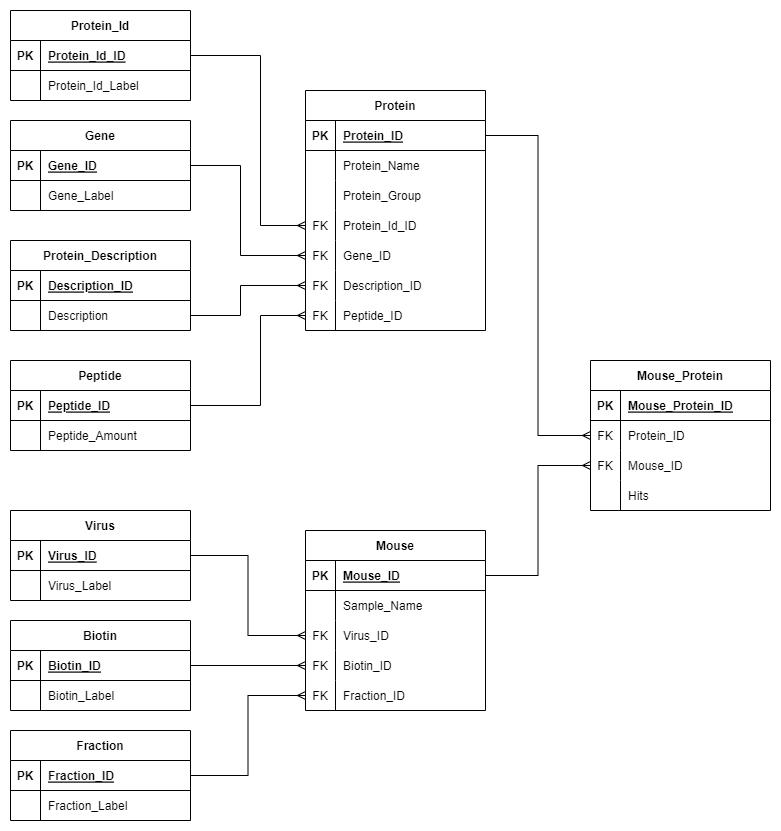 Protein_Id
PK Protein_Id_ID
Protein_Id_Label
Gene
PK Gene_ID
Gene_Label
Protein_Description
PK Description_ID
Description
Peptide
PK Peptide_ID
Peptide_Amount
Protein
PK Protein_ID
Protein_Name
Protein_Group
FK Protein_Id_ID
FK Gene_ID
FK Description_ID
FK Peptide_ID
Mouse_Protein
PK Mouse_Protein_ID
FK Protein_ID
FK Mouse_ID
Hits
Virus
PK Virus_ID
Virus_Label
Biotin
PK Biotin_ID
Biotin_Label
Fraction
PK Fraction_ID
Fraction_Label
Mouse
PK Mouse_ID
Sample_Name
FK Virus_ID
FK Biotin_ID
FK Fraction_ID